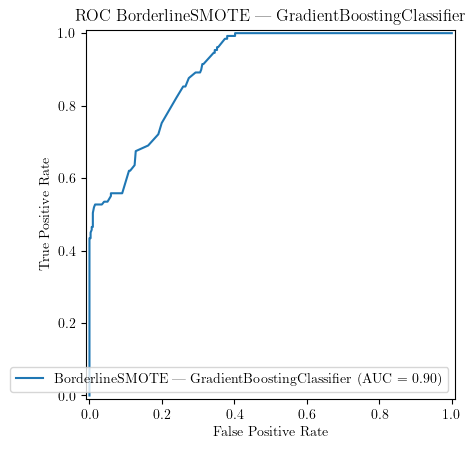 ROC BorderlineSMOTE — GradientBoostingClassifier
1.0
0.8
0.6
0.4
0.2
0.0
True Positive Rate
BorderlineSMOTE — GradientBoostingClassifier (AUC = 0.90)
0.0 0.2 0.4 0.6 0.8 1.0
False Positive Rate